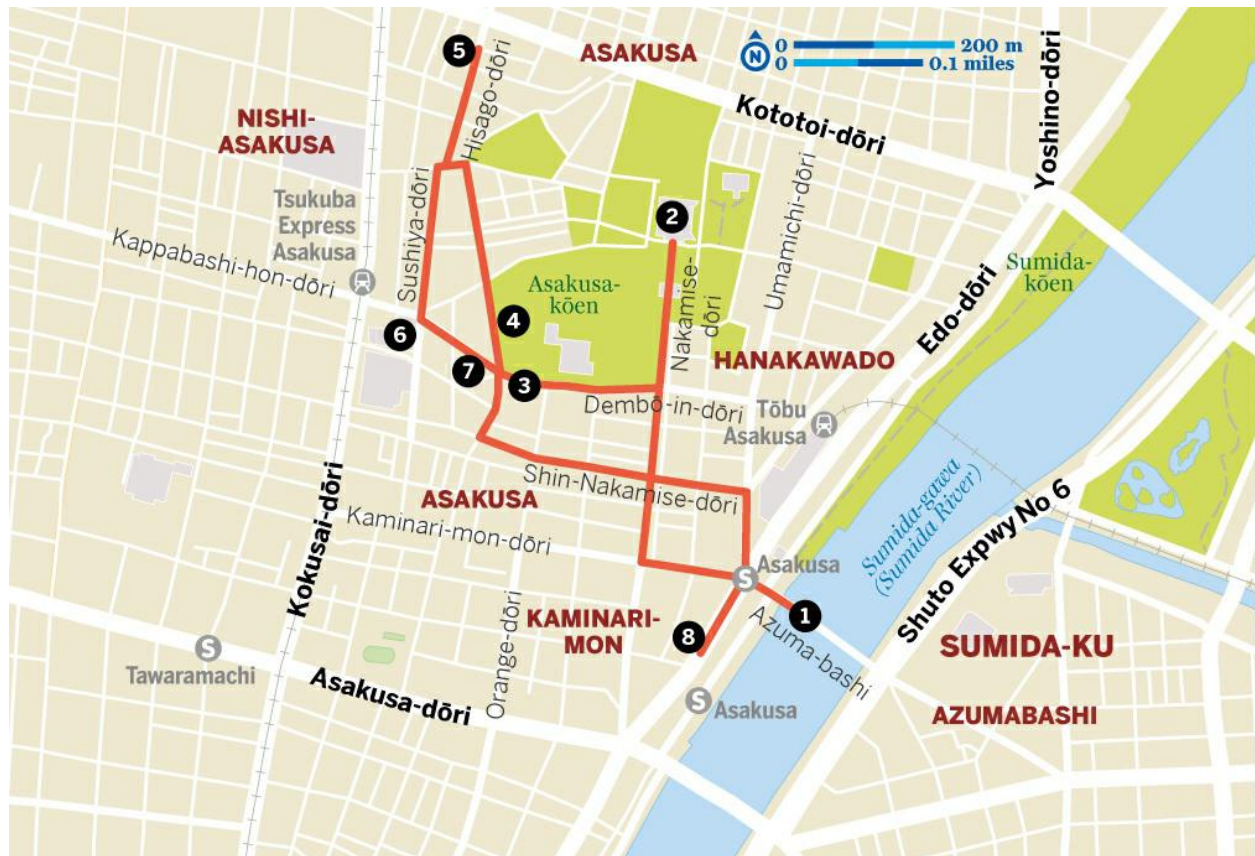 5
Hisago-dōri
ASAKUSA
N
0
200 m
0
0.1 miles
Yoshino-dōri
NISHI-
ASAKUSA
Kototoi-dōri
Tsukuba
Express
Asakusa
Sushiya-dōri
2
Umamichi-dōri
Kappabashi-hon-dōri
Asakusa-
kōen
Nakamise-
dōri
Edo-dōri
Sumida-
kōen
6
4
7
3
HANAKAWADO
Dembō-in-dōri
Tōbu
Asakusa
Shin-Nakamise-dōri
ASAKUSA
Kaminari-mon-dōri
Kokusai-dōri
Sumida-gawa
(Sumida River)
Shuto Expwy No 6
S
Asakusa
KAMINARI-
MON
8
1
Azuma-bashi
Orange-dōri
S
Tawaramachi
Asakusa-dōri
S
Asakusa
SUMIDA-KU
AZUMABASHI